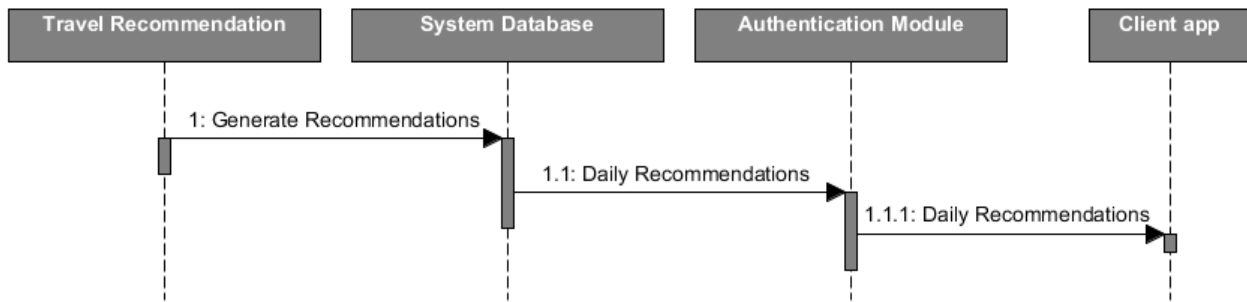 Travel Recommendation
System Database
Authentication Module
Client app
1: Generate Recommendations
1.1: Daily Recommendations
1.1.1: Daily Recommendations